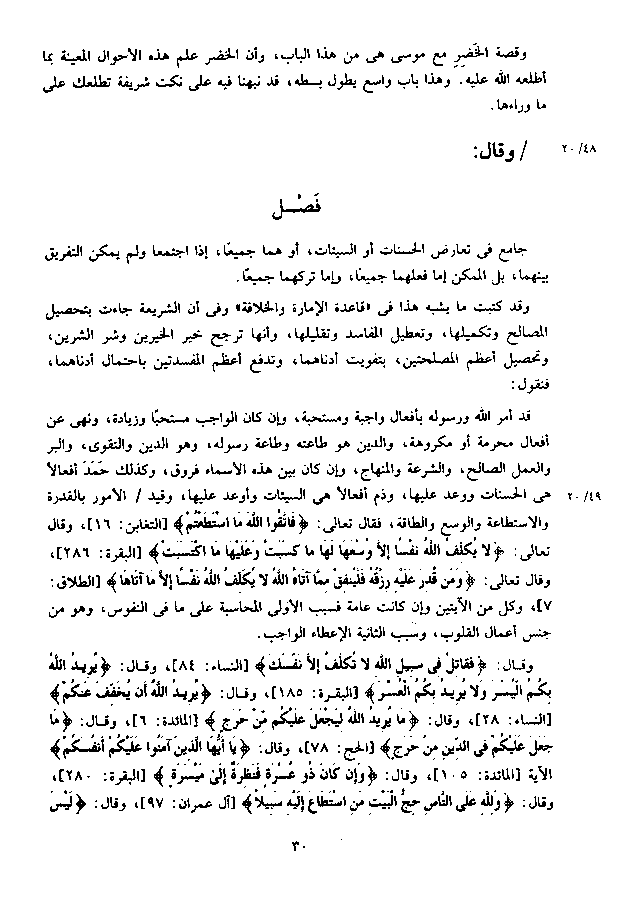 وقصة الخَضِرِ مع موسى هى من هذا الباب، وأن الخضر علم هذه الأحوال المعينة بما
أطلعه الله عليه. وهذا باب واسع يطول بسطه، قد نبهنا فيه على نكت شريفة تطلعك على
ما وراءها.
٢٠/٤٨
/ وقال:
فَصْــل
جامع فى تعارض الحسنات أو السيئات، أو هما جميعًا، إذا اجتمعا ولم يمكن التفريق
بينهما، بل الممكن إما فعلهما جميعًا، وإما تركهما جميعًا.
وقد كتبت ما يشبه هذا فى «قاعدة الإمارة والخلافة» وفى أن الشريعة جاءت بتحصيل
المصالح وتكميلها، وتعطيل المفاسد وتقليلها، وأنها ترجح خير الخيرين وشر الشرين،
وتحصيل أعظم المصلحتين، بتفويت أدناهما، وتدفع أعظم المفسدتين باحتمال أدناهما،
فنقول:
قد أمر الله ورسوله بأفعال واجبة ومستحبة، وإن كان الواجب مستحبًا وزيادة، ونهى عن
أفعال محرمة أو مكروهة، والدين هو طاعته وطاعة رسوله، وهو الدين والتقوى، والبر
والعمل الصالح، والشرعة والمنهاج، وإن كان بين هذه الأسماء فروق، وكذلك حَمَدَ أفعالاً
هى الحسنات ووعد عليها، وذم أفعالاً هى السيئات وأوعد عليها، وقيد / الأمور بالقدرة
٢٠/٤٩
والاستطاعة والوسع والطاقة، فقال تعالى: ﴿فَاتَّقُوا اللَّهَ مَا اسْتَطَعْتُمْ﴾ [التغابن: ١٦]، وقال
تعالى: ﴿لا يُكَلِّفُ اللَّهُ نَفْسًا إِلاَّ وُسْعَهَا لَهَا مَا كَسَبَتْ وَعَلَيْهَا مَا اكْتَسَبَتْ﴾ [البقرة: ٢٨٦]،
وقال تعالى: ﴿وَمَن قُدِرَ عَلَيْهِ رِزْقُهُ فَلْيُنفِقْ مِمَّا آتَاهُ اللَّهُ لا يُكَلِّفُ اللَّهُ نَفْسًا إِلاَّ مَا آتَاهَا﴾ [الطلاق:
٧]، وكل من الآيتين وإن كانت عامة فسبب الأولى المحاسبة على ما فى النفوس، وهو من
جنس أعمال القلوب، وسبب الثانية الإعطاء الواجب.
وقال: ﴿فَقَاتِلْ فِي سَبِيلِ اللَّهِ لا تُكَلَّفُ إِلاَّ نَفْسَكَ﴾ [النساء: ٨٤]، وقال: ﴿يُرِيدُ اللَّهُ
بِكُمُ الْيُسْرَ وَلا يُرِيدُ بِكُمُ الْعُسْرَ﴾ [البقرة: ١٨٥]، وقال: ﴿يُرِيدُ اللَّهُ أَن يُخَفِّفَ عَنكُمْ﴾
[النساء: ٢٨]، وقال: ﴿مَا يُرِيدُ اللَّهُ لِيَجْعَلَ عَلَيْكُم مِّنْ حَرَجٍ﴾ [المائدة: ٦]، وقال: ﴿مَا
جَعَلَ عَلَيْكُمْ فِي الدِّينِ مِنْ حَرَجٍ﴾ [الحج: ٧٨]، وقال: ﴿يَا أَيُّهَا الَّذِينَ آمَنُوا عَلَيْكُمْ أَنفُسَكُمْ﴾
الآية [المائدة: ١٠٥]، وقال: ﴿وَإِن كَانَ ذُو عُسْرَةٍ فَنَظِرَةٌ إِلَىٰ مَيْسَرَةٍ﴾ [البقرة: ٢٨٠]،
وقال: ﴿وَلِلَّهِ عَلَى النَّاسِ حِجُّ الْبَيْتِ مَنِ اسْتَطَاعَ إِلَيْهِ سَبِيلاً﴾ [آل عمران: ٩٧]، وقال: ﴿لَيْسَ
٣٠